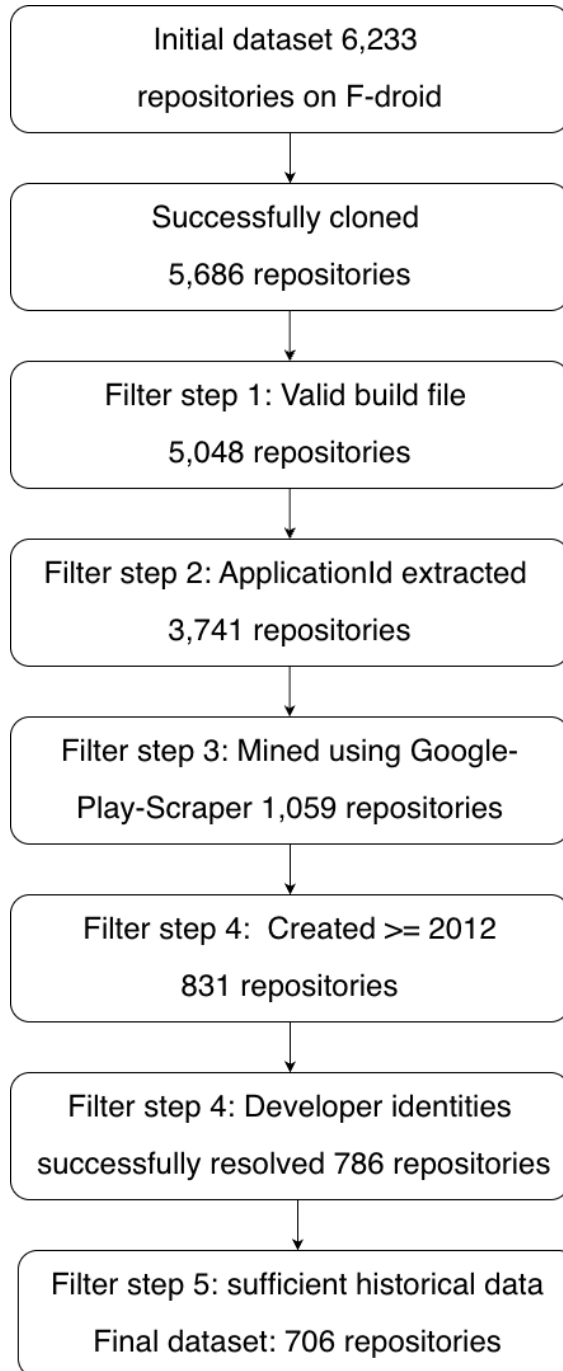 Initial dataset 6,233
repositories on F-droid
Successfully cloned
5,686 repositories
Filter step 1: Valid build file
5,048 repositories
Filter step 2: ApplicationId extracted
3,741 repositories
Filter step 3: Mined using Google-
Play-Scraper 1,059 repositories
Filter step 4:  Created >= 2012
831 repositories
Filter step 4: Developer identities
successfully resolved 786 repositories
Filter step 5: sufficient historical data
Final dataset: 706 repositories